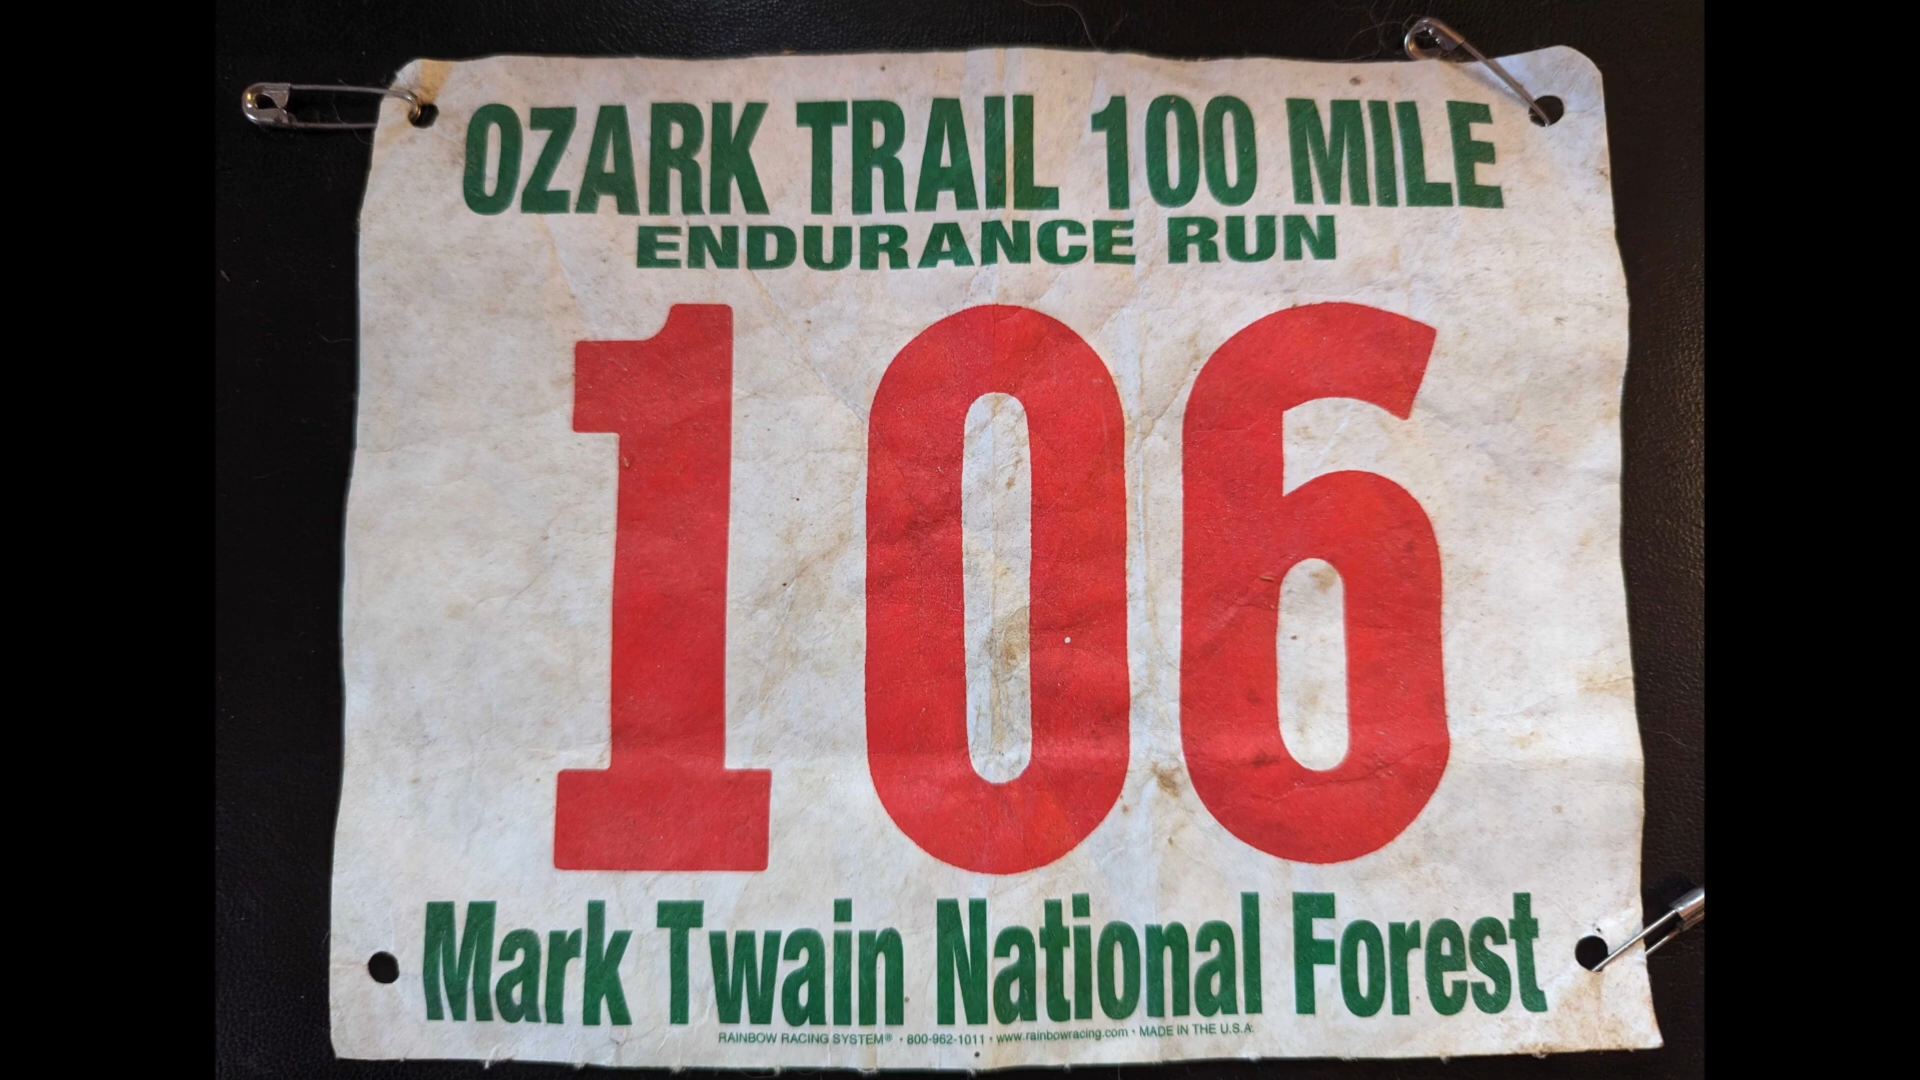 OZARK TRAIL 100 MILE
ENDURANCE RUN
106
Mark Twain National Forest
RAINBOW RACING SYSTEM® • 800-962-1011 • www.rainbowracing.com • MADE IN THE U.S.A.